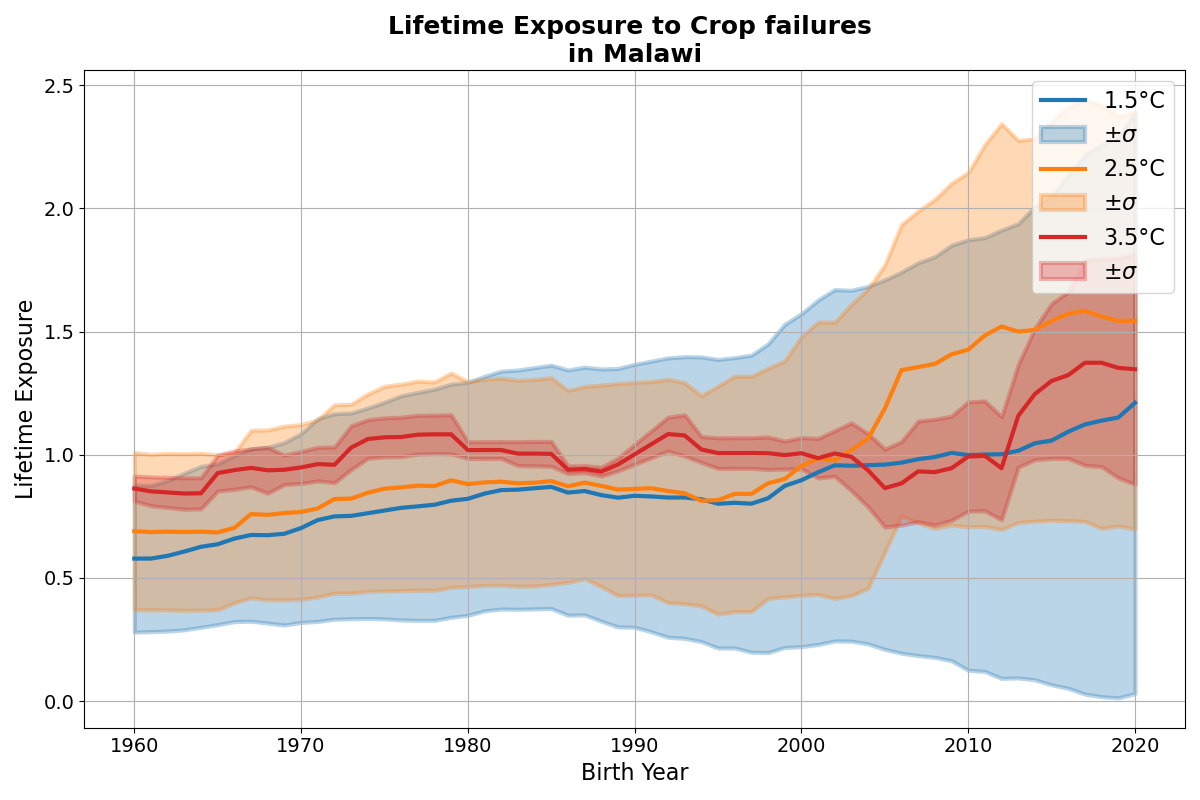 Lifetime Exposure to Crop failures
in Malawi
2.5
2.0
1.5
1.0
0.5
0.0
Lifetime Exposure
1960
1970
1980
1990
2000
2010
2020
Birth Year
1.5°C
±σ
2.5°C
±σ
3.5°C
±σ